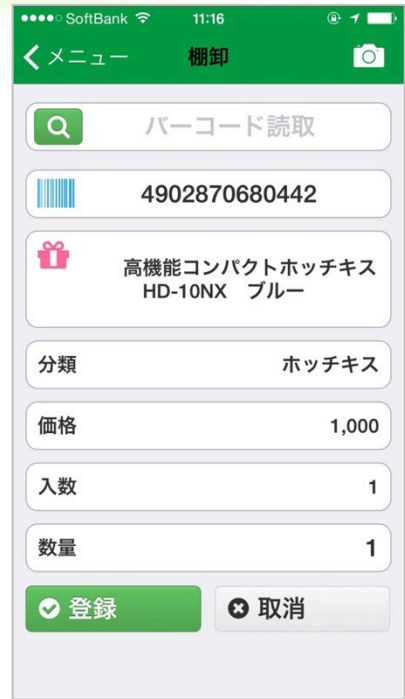 SoftBank 11:16
メニュー 棚卸
バーコード読取
4902870680442
高機能コンパクトホッチキス
HD-10NX　ブルー
分類 ホッチキス
価格 1,000
入数 1
数量 1
登録 取消